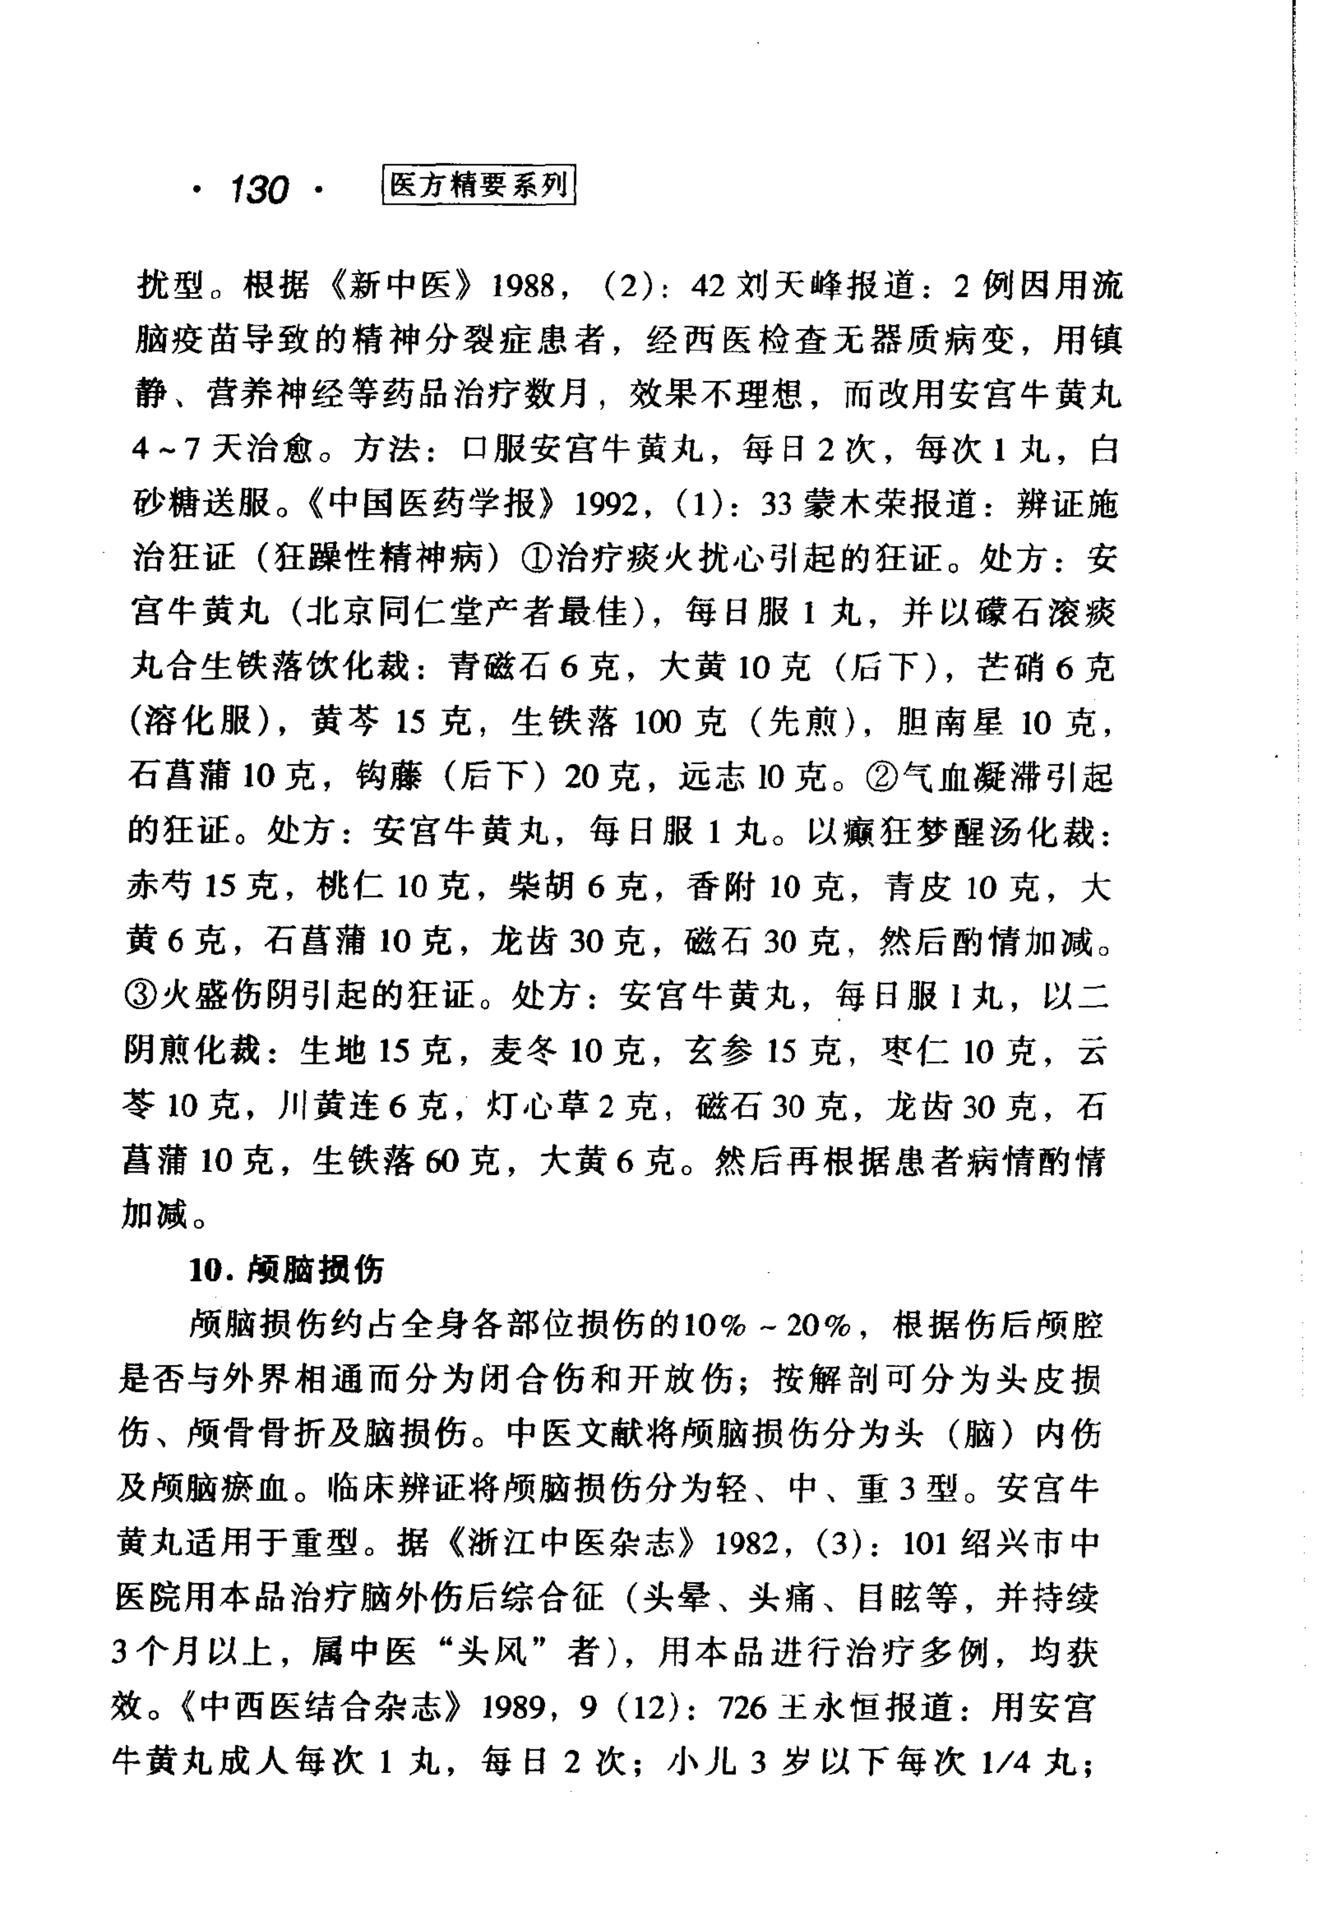 · 130 · 医方精要系列
扰型。根据《新中医》1988，（2）：42 刘天峰报道：2 例因用流
脑疫苗导致的精神分裂症患者，经西医检查无器质病变，用镇
静、营养神经等药品治疗数月，效果不理想，而改用安宫牛黄丸
4~7 天治愈。方法：口服安宫牛黄丸，每日 2 次，每次 1 丸，白
砂糖送服。《中国医药学报》1992，（1）：33 蒙木荣报道：辨证施
治狂证（狂躁性精神病）①治疗痰火扰心引起的狂证。处方：安
宫牛黄丸（北京同仁堂产者最佳），每日服 1 丸，并以礞石滚痰
丸合生铁落饮化裁：青磁石 6 克，大黄 10 克（后下），芒硝 6 克
(溶化服)，黄芩 15 克，生铁落 100 克（先煎），胆南星 10 克，
石菖蒲 10 克，钩藤（后下）20 克，远志 10 克。②气血凝滞引起
的狂证。处方：安宫牛黄丸，每日服 1 丸。以癫狂梦醒汤化裁：
赤芍 15 克，桃仁 10 克，柴胡 6 克，香附 10 克，青皮 10 克，大
黄 6 克，石菖蒲 10 克，龙齿 30 克，磁石 30 克，然后酌情加减。
③火盛伤阴引起的狂证。处方：安宫牛黄丸，每日服 1 丸，以二
阴煎化裁：生地 15 克，麦冬 10 克，玄参 15 克，枣仁 10 克，云
苓 10 克，川黄连 6 克，灯心草 2 克，磁石 30 克，龙齿 30 克，石
菖蒲 10 克，生铁落 60 克，大黄 6 克。然后再根据患者病情酌情
加减。
10. 颅脑损伤
颅脑损伤约占全身各部位损伤的10%~20%，根据伤后颅腔
是否与外界相通而分为闭合伤和开放伤；按解剖可分为头皮损
伤、颅骨骨折及脑损伤。中医文献将颅脑损伤分为头（脑）内伤
及颅脑瘀血。临床辨证将颅脑损伤分为轻、中、重 3 型。安宫牛
黄丸适用于重型。据《浙江中医杂志》1982，（3）：101 绍兴市中
医院用本品治疗脑外伤后综合征（头晕、头痛、目眩等，并持续
3 个月以上，属中医“头风”者），用本品进行治疗多例，均获
效。《中西医结合杂志》1989，9（12）：726 王永恒报道：用安宫
牛黄丸成人每次 1 丸，每日 2 次；小儿 3 岁以下每次 1/4 丸；